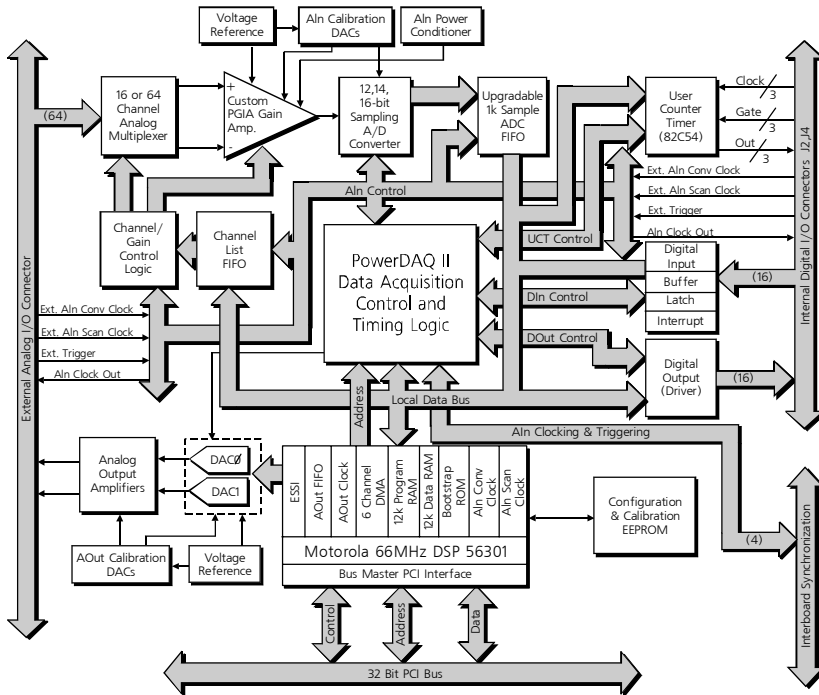 Voltage
Reference
AIn Calibration
DACs
AIn Power
Conditioner
(64)
16 or 64
Channel
Analog
Multiplexer
+
-
Custom
PGIA Gain
Amp.
12,14,
16-bit
Sampling
A/D
Converter
Upgradable
1k Sample
ADC
FIFO
User
Counter
Timer
(82C54)
Clock
3
Gate
3
Out
3
Ext. AIn Conv Clock
Ext. AIn Scan Clock
Ext. Trigger
AIn Clock Out
Internal Digital I/O Connectors J2,J4
AIn Control
Channel/
Gain
Control
Logic
Channel
List
FIFO
PowerDAQ II
Data Acquisition
Control and
Timing Logic
UCT Control
DIn Control
DOut Control
Digital
Input
Buffer
Latch
Interrupt
(16)
Digital
Output
(Driver)
(16)
External Analog I/O Connector
Ext. AIn Conv Clock
Ext. AIn Scan Clock
Ext. Trigger
AIn Clock Out
Address
Local Data Bus
AIn Clocking & Triggering
Analog
Output
Amplifiers
DAC0
DAC1
AOut Calibration
DACs
Voltage
Reference
ESSI
AOut FIFO
AOut Clock
6 Channel
DMA
12k Program
RAM
12k Data RAM
Bootstrap
ROM
AIn Conv
Clock
AIn Scan
Clock
Motorola 66MHz DSP 56301
Bus Master PCI Interface
Configuration
& Calibration
EEPROM
(4)
Interboard Synchronization
Control
Address
Data
32 Bit PCI Bus